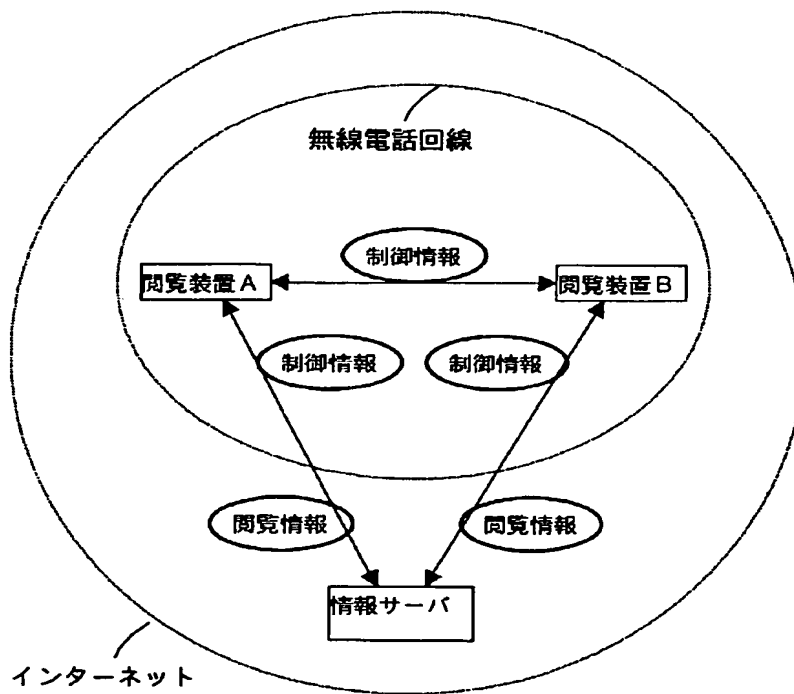 無線電話回線
制御情報
閲覧装置A
閲覧装置B
制御情報
制御情報
閲覧情報
閲覧情報
情報サーバ
インターネット